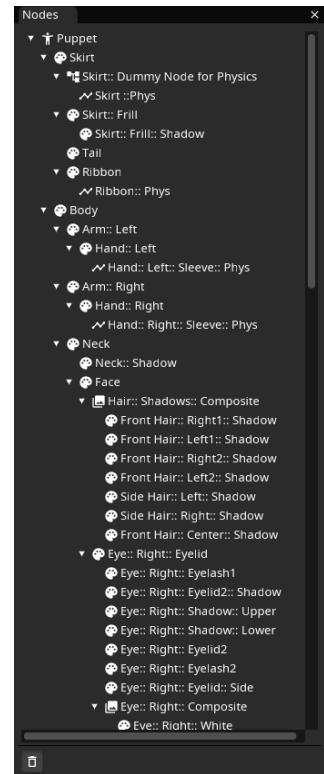 Nodes
Puppet
Skirt
Skirt:: Dummy Node for Physics
Skirt ::Phys
Skirt:: Frill
Skirt:: Frill:: Shadow
Tail
Ribbon
Ribbon:: Phys
Body
Arm:: Left
Hand:: Left
Hand:: Left:: Sleeve:: Phys
Arm:: Right
Hand:: Right
Hand:: Right:: Sleeve:: Phys
Neck
Neck:: Shadow
Face
Hair:: Shadows:: Composite
Front Hair:: Right1:: Shadow
Front Hair:: Left1:: Shadow
Front Hair:: Right2:: Shadow
Front Hair:: Left2:: Shadow
Side Hair:: Left:: Shadow
Side Hair:: Right:: Shadow
Front Hair:: Center:: Shadow
Eye:: Right:: Eyelid
Eye:: Right:: Eyelash1
Eye:: Right:: Eyelid2:: Shadow
Eye:: Right:: Shadow:: Upper
Eye:: Right:: Shadow:: Lower
Eye:: Right:: Eyelid2
Eye:: Right:: Eyelash2
Eye:: Right:: Eyelid:: Side
Eye:: Right:: Composite
Eye:: Right:: White